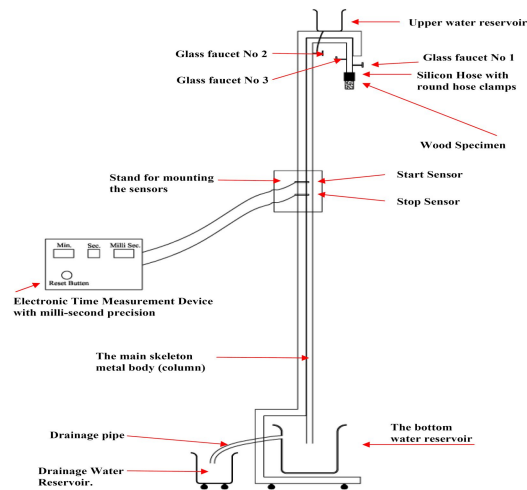 Upper water reservoir
Glass faucet No 2
Glass faucet No 1
Glass faucet No 3
Silicon Hose with
round hose clamps
Wood Specimen
Stand for mounting
the sensors
Start Sensor
Stop Sensor
Min.
Sec.
Milli Sec.
Reset Butten
Electronic Time Measurement Device
with milli-second precision
The main skeleton
metal body (column)
Drainage pipe
The bottom
water reservoir
Drainage Water
Reservoir.